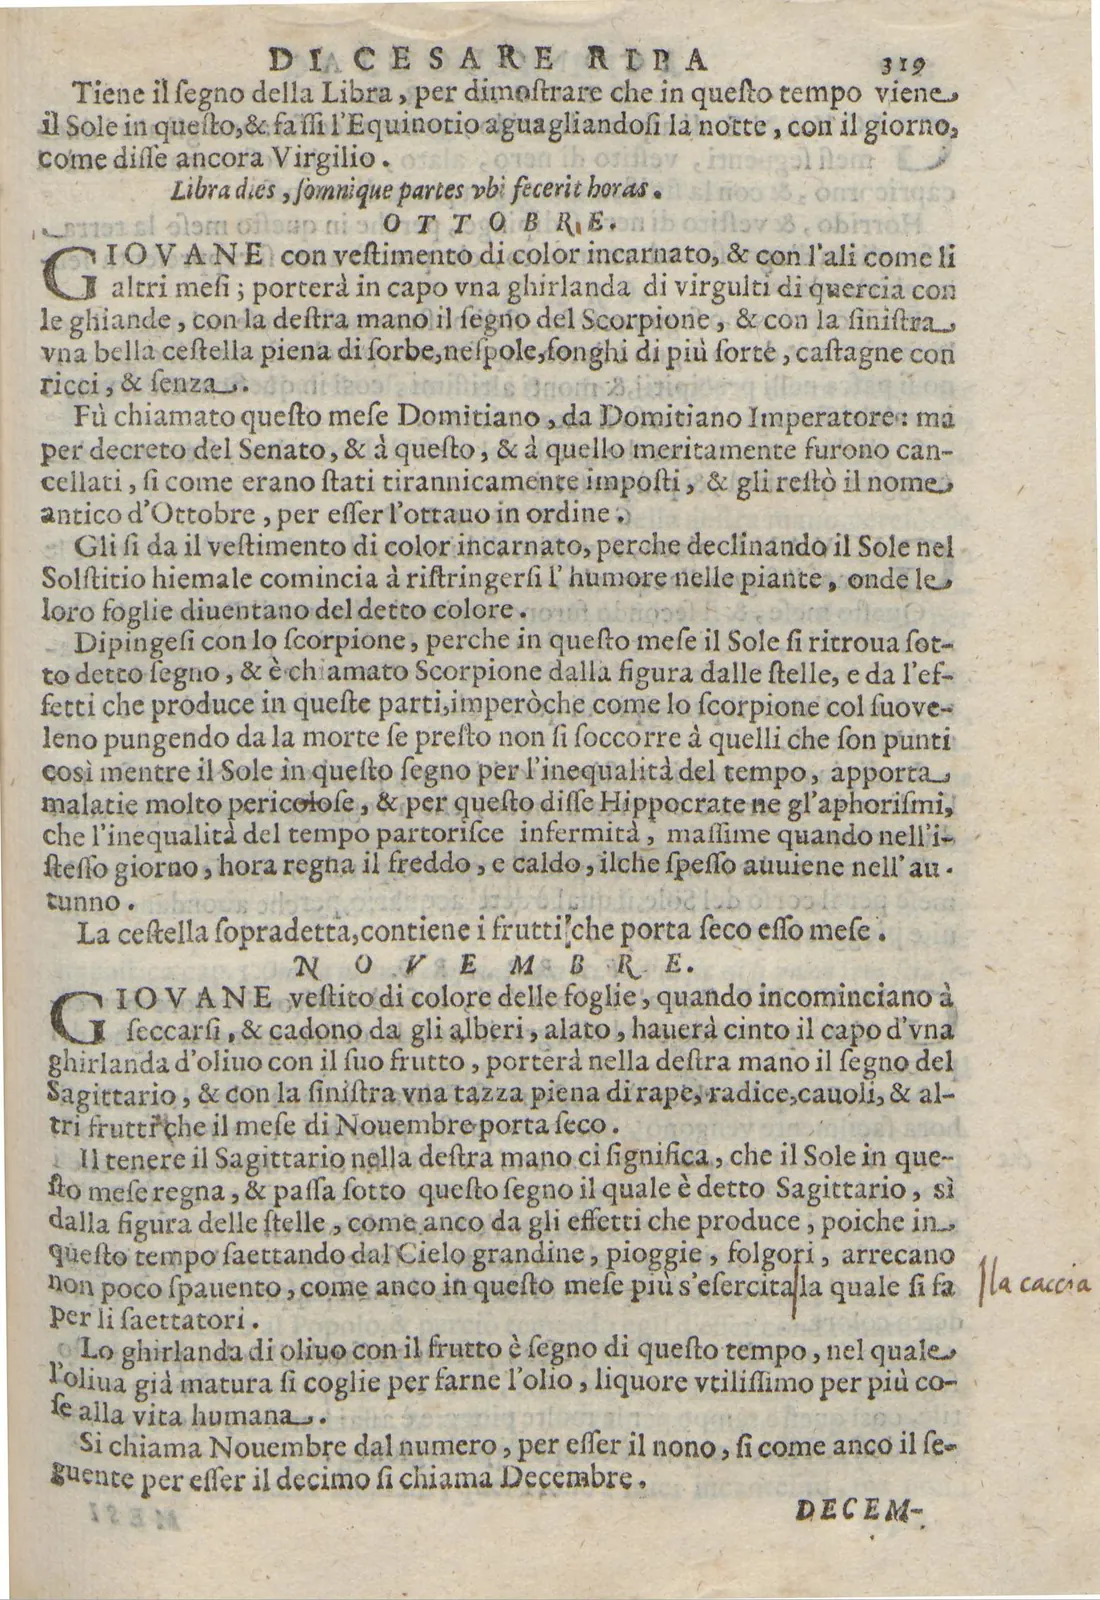 DI CESARE RIPA 319
Tiene il ſegno della Libra, per dimoſtrare che in queſto tempo viene
il Sole in queſto, & faſſi l'Equinotio aguagliandoſi la notte, con il giorno,
come diſſe ancora Virgilio.
Libra dies, ſomnique partes vbi fecerit horas.
OTTOBRE.
GIOVANE con veſtimento di color incarnato, & con l'ali come li
altri meſi; porterà in capo vna ghirlanda di virgulti di quercia con
le ghiande, con la deſtra mano il ſegno del Scorpione, & con la ſiniſtra
vna bella ceſtella piena di ſorbe, neſpole, fonghi di più ſorte, caſtagne con
ricci, & ſenza.
Fù chiamato queſto meſe Domitiano, da Domitiano Imperatore: ma
per decreto del Senato, & à queſto, & à quello meritamente furono can-
cellati, ſi come erano ſtati tirannicamente impoſti, & gli reſtò il nome
antico d'Ottobre, per eſſer l'ottauo in ordine.
Gli ſi da il veſtimento di color incarnato, perche declinando il Sole nel
Solſtitio hiemale comincia à riſtringerſi l'humore nelle piante, onde le
loro foglie diuentano del detto colore.
Dipingeſi con lo ſcorpione, perche in queſto meſe il Sole ſi ritroua ſot-
to detto ſegno, & è chiamato Scorpione dalla figura dalle ſtelle, e da l'ef-
fetti che produce in queſte parti, imperòche come lo ſcorpione col ſuo ve-
leno pungendo da la morte ſe preſto non ſi ſoccorre à quelli che ſon punti
così mentre il Sole in queſto ſegno per l'inequalità del tempo, apporta
malatie molto pericoloſe, & per queſto diſſe Hippocrate ne gl'aphoriſmi,
che l'inequalità del tempo partoriſce infermità, maſſime quando nell'i-
ſteſſo giorno, hora regna il freddo, e caldo, ilche ſpeſſo auuiene nell'au-
tunno.
La ceſtella ſopradetta, contiene i frutti, che porta ſeco eſſo meſe.
NOVEMBRE.
GIOVANE veſtito di colore delle foglie, quando incominciano à
ſeccarſi, & cadono da gli alberi, alato, hauerà cinto il capo d'vna
ghirlanda d'oliuo con il ſuo frutto, porterà nella deſtra mano il ſegno del
Sagittario, & con la ſiniſtra vna tazza piena di rape, radice, cauoli, & al-
tri frutti che il meſe di Nouembre porta ſeco.
Il tenere il Sagittario nella deſtra mano ci ſignifica, che il Sole in que-
ſto meſe regna, & paſſa ſotto queſto ſegno il quale è detto Sagittario, sì
dalla figura delle ſtelle, come anco da gli effetti che produce, poiche in
queſto tempo ſaettando dal Cielo grandine, pioggie, folgori, arrecano
non poco ſpauento, come anco in queſto meſe più s'eſercita la quale ſi fa la caccia
per li ſaettatori.
Lo ghirlanda di oliuo con il frutto è ſegno di queſto tempo, nel quale
l'oliua già matura ſi coglie per farne l'olio, liquore vtiliſſimo per più co-
ſe alla vita humana.
Si chiama Nouembre dal numero, per eſſer il nono, ſi come anco il ſe-
guente per eſſer il decimo ſi chiama Decembre.
DECEM-